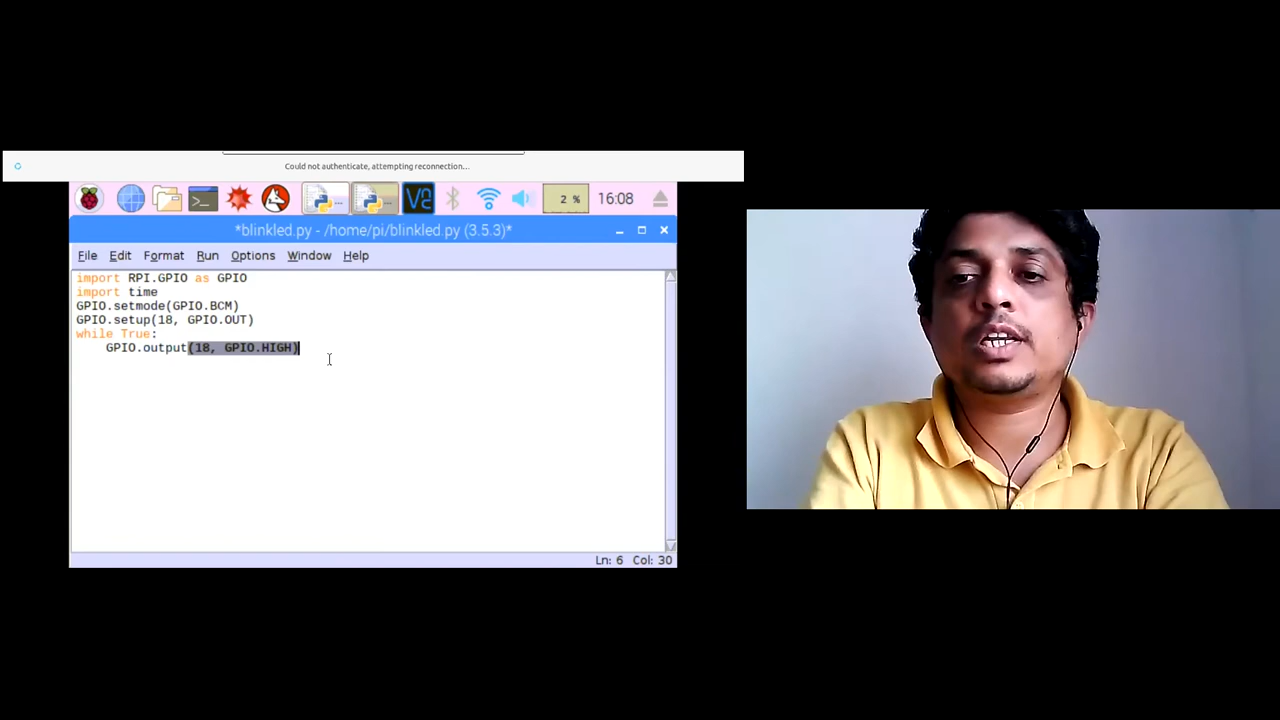 Could not authenticate, attempting reconnection...
2 %
16:08
*blinkled.py - /home/pi/blinkled.py (3.5.3)*
File Edit Format Run Options Window Help
import RPI.GPIO as GPIO
import time
GPIO.setmode(GPIO.BCM)
GPIO.setup(18, GPIO.OUT)
while True:
    GPIO.output(18, GPIO.HIGH)
Ln: 6 Col: 30